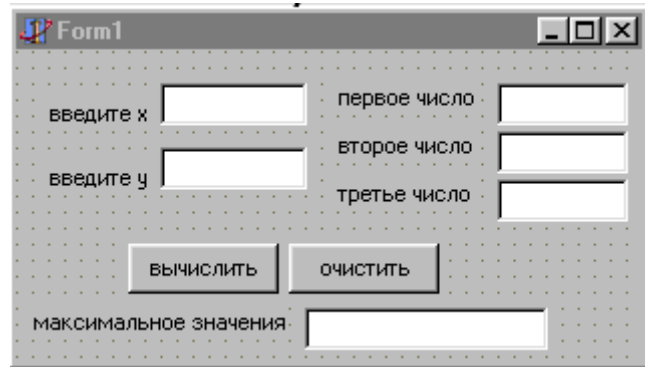 Form1
введите x
первое число
второе число
введите y
третье число
вычислить
очистить
максимальное значения